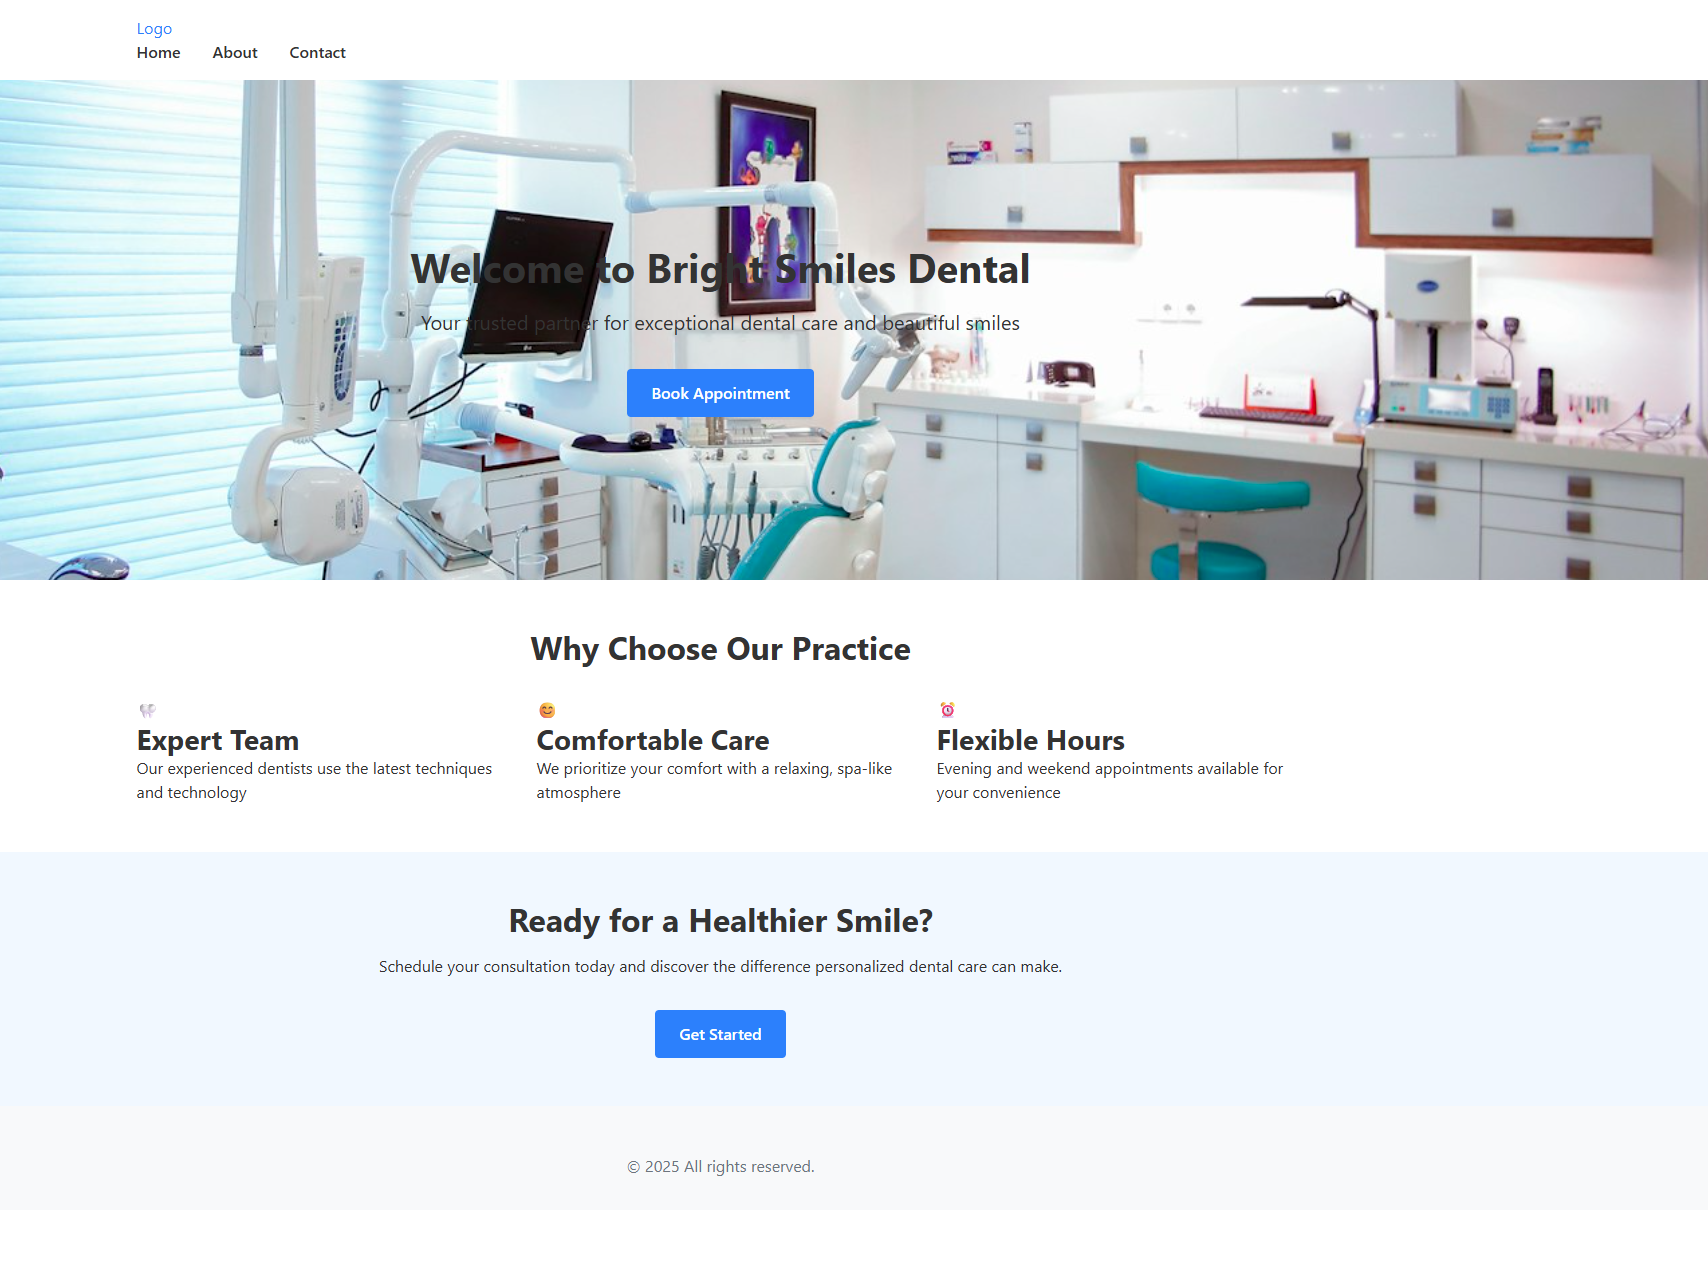 Logo
Home About Contact
Welcome to Bright Smiles Dental
Your trusted partner for exceptional dental care and beautiful smiles
Book Appointment
Why Choose Our Practice
Expert Team
Our experienced dentists use the latest techniques
and technology
Comfortable Care
We prioritize your comfort with a relaxing, spa-like
atmosphere
Flexible Hours
Evening and weekend appointments available for
your convenience
Ready for a Healthier Smile?
Schedule your consultation today and discover the difference personalized dental care can make.
Get Started
© 2025 All rights reserved.